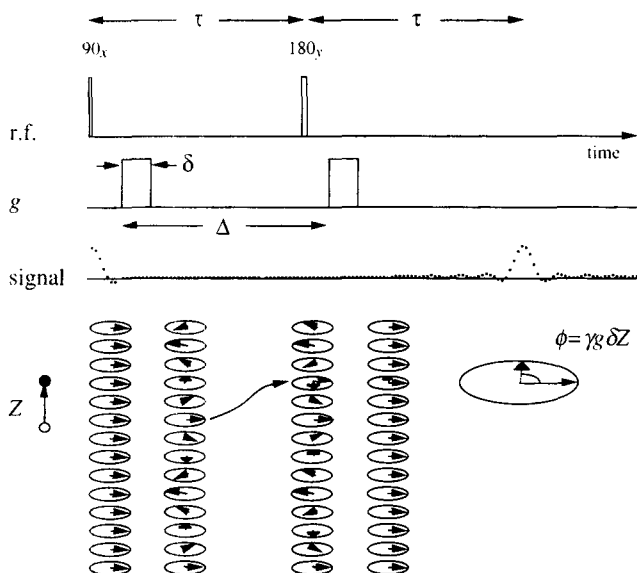 τ τ
90x 180y
r.f.
time
δ
g
Δ
signal
ϕ=γgδZ
Z